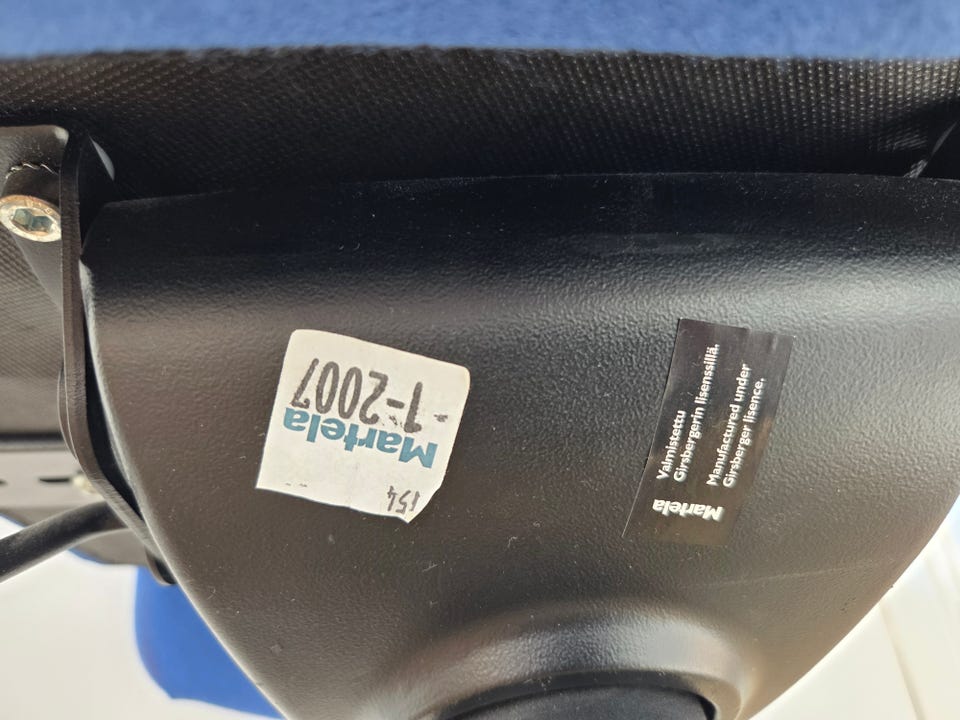 154
Martela
-1-2007
Martela
Valmistettu
Girsbergerin lisenssillä.
Manufactured under
Girsberger lisence.